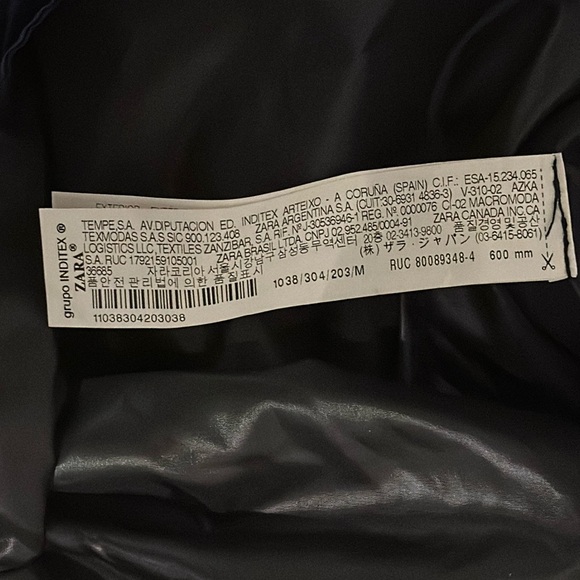 grupo INDITEX ®
ZARA ®
TEMPE,S.A. AV.DIPUTACION ED. INDITEX ARTEIXO - A CORUÑA (SPAIN) C.I.F.: ESA-15.234.065
TEXMODAS S.A.S SIC 900.123.408 ZARA ARGENTINA S.A. (CUIT:30-6931 4836-3) V-310-02 AZKA
LOGISTICS LLC, TEXTILES ZANZIBAR, S.A. RIF. Nº J-30536946-1 REG. Nº 0000076 CI-02 MACROMODA
S.A. RUC 1792159105001 ZARA BRASIL LTDA. CNPJ 02.952.485.0004-91 ZARA CANADA INC.CA
36685 자라코리아 서울시강남구삼성동무역센터 20층 02-3413-9800 품질경영및공산
품안전관리법에의한품질표시 (株) ザラ・ジャパン (03-6415-8061)
11038304203038
1038/304/203/M
RUC 80089348-4
600 mm